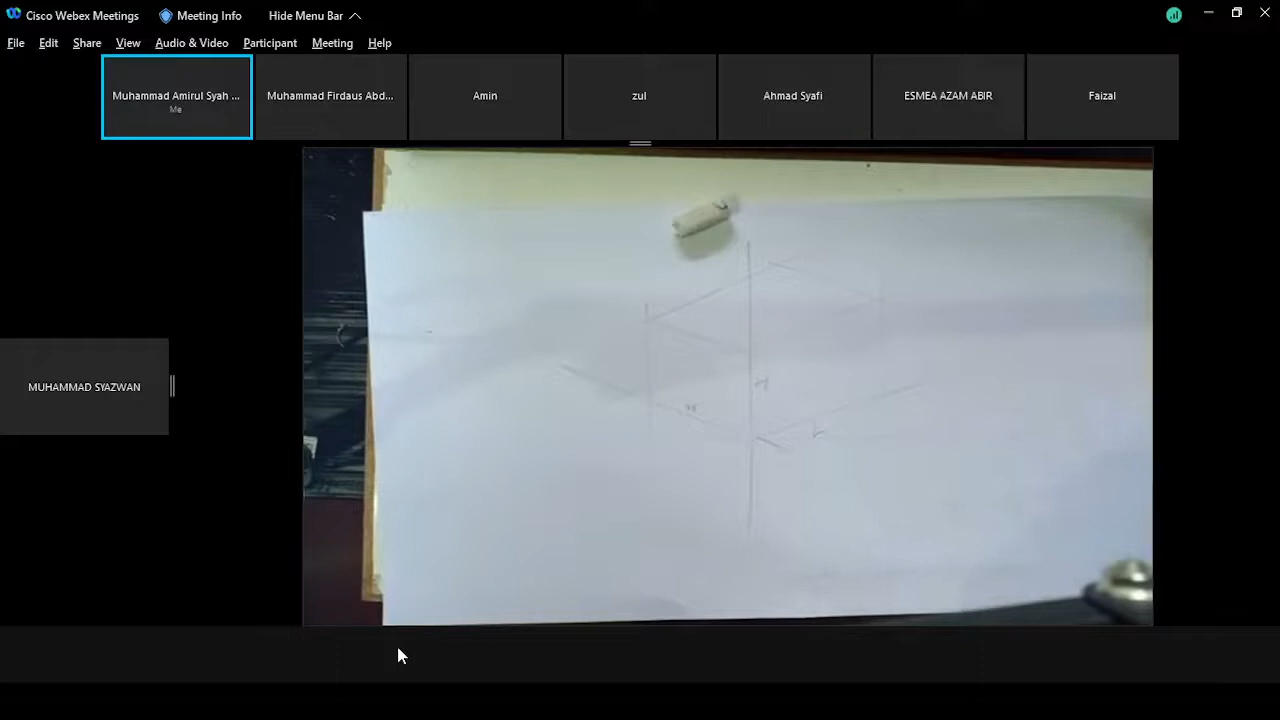 Cisco Webex Meetings
Meeting Info
Hide Menu Bar
File Edit Share View Audio & Video Participant Meeting Help
Muhammad Amirul Syah ...
Me
Muhammad Firdaus Abd...
Amin
zul
Ahmad Syafi
ESMEA AZAM ABIR
Faizal
MUHAMMAD SYAZWAN